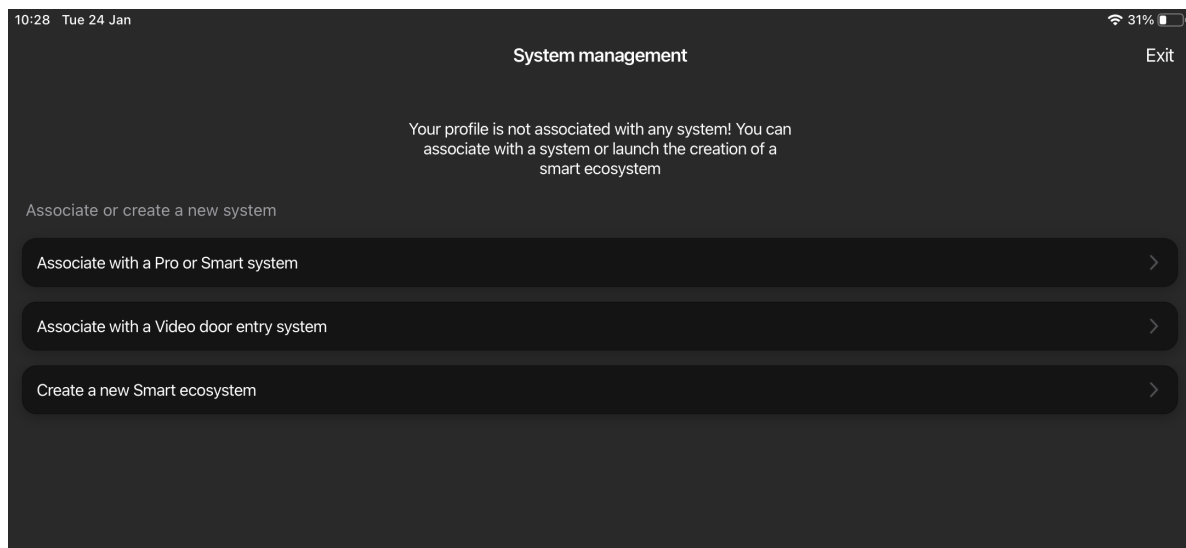 10:28 Tue 24 Jan
31%
System management
Exit
Your profile is not associated with any system! You can
associate with a system or launch the creation of a
smart ecosystem
Associate or create a new system
Associate with a Pro or Smart system
Associate with a Video door entry system
Create a new Smart ecosystem